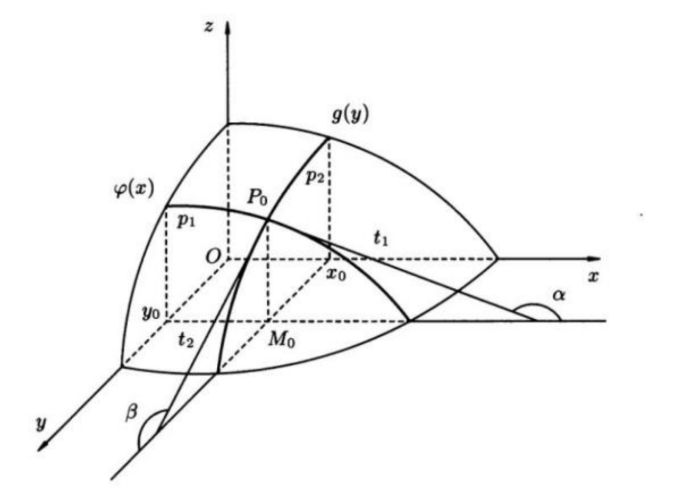 z
g(y)
φ(x)
P₀
p₂
p₁
t₁
O
x₀
x
α
y₀
t₂
M₀
β
y